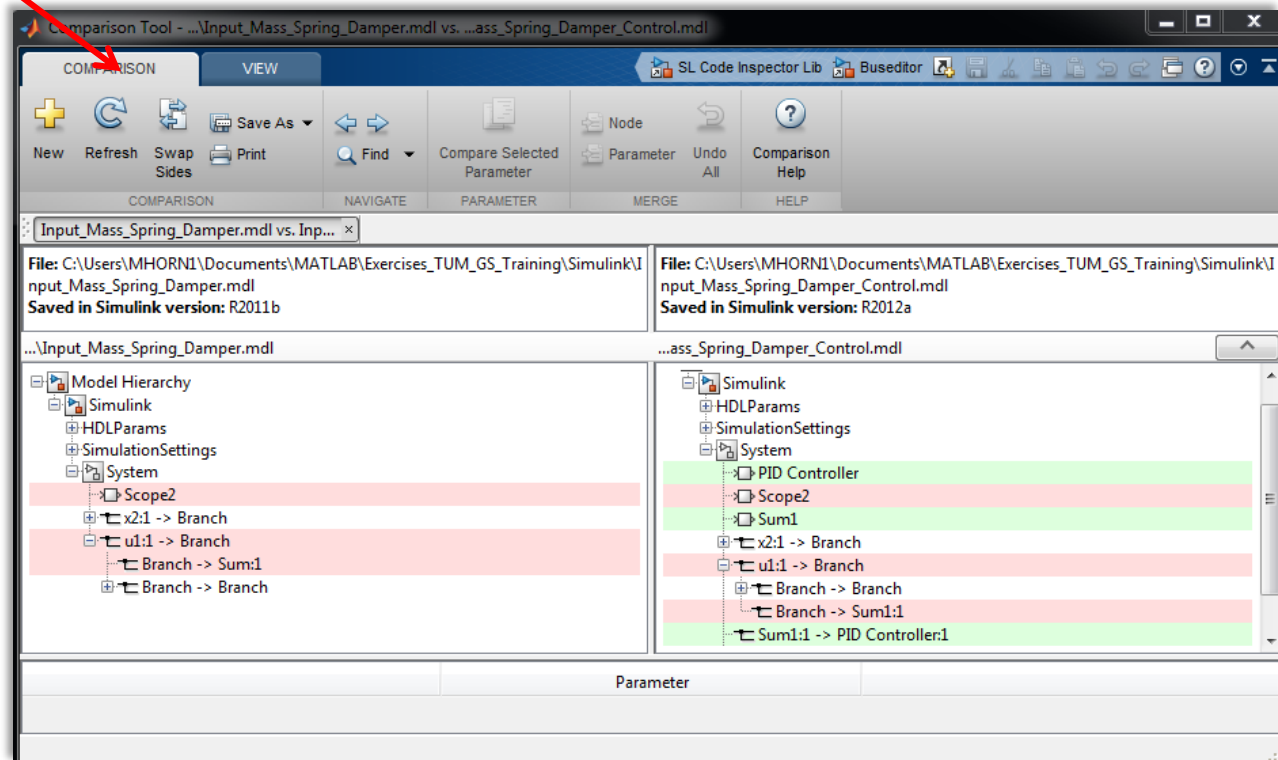 Comparison Tool - ...\Input_Mass_Spring_Damper.mdl vs. ...ass_Spring_Damper_Control.mdl
COMPARISON VIEW SL Code Inspector Lib Buseditor
New Refresh Swap Sides Save As Print Find Compare Selected Parameter Node Parameter Undo All Comparison Help
COMPARISON NAVIGATE PARAMETER MERGE HELP
Input_Mass_Spring_Damper.mdl vs. Inp... ×
File: C:\Users\MHORN1\Documents\MATLAB\Exercises_TUM_GS_Training\Simulink\I
nput_Mass_Spring_Damper.mdl
Saved in Simulink version: R2011b
File: C:\Users\MHORN1\Documents\MATLAB\Exercises_TUM_GS_Training\Simulink\I
nput_Mass_Spring_Damper_Control.mdl
Saved in Simulink version: R2012a
...\Input_Mass_Spring_Damper.mdl
Model Hierarchy
Simulink
HDLParams
SimulationSettings
System
Scope2
x2:1 -> Branch
u1:1 -> Branch
Branch -> Sum:1
Branch -> Branch
...ass_Spring_Damper_Control.mdl
Simulink
HDLParams
SimulationSettings
System
PID Controller
Scope2
Sum1
x2:1 -> Branch
u1:1 -> Branch
Branch -> Branch
Branch -> Sum1:1
Sum1:1 -> PID Controller:1
Parameter